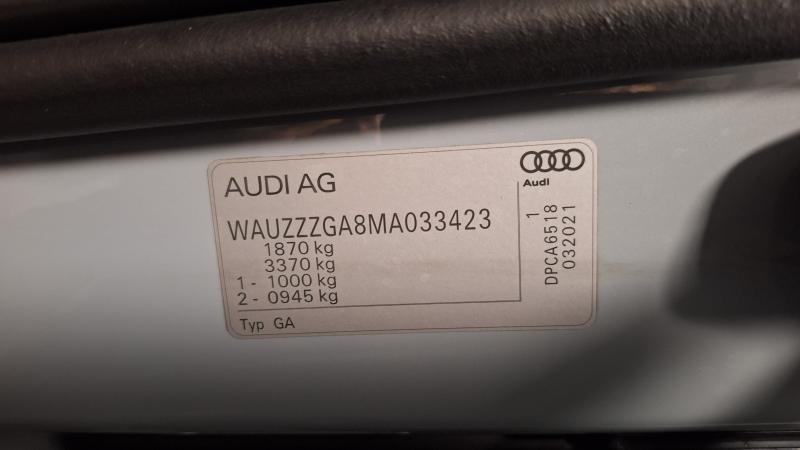 AUDI AG
Audi
WAUZZZGA8MA033423
1870 kg
3370 kg
1 - 1000 kg
2 - 0945 kg
Typ GA
1
DPCA6518
032021